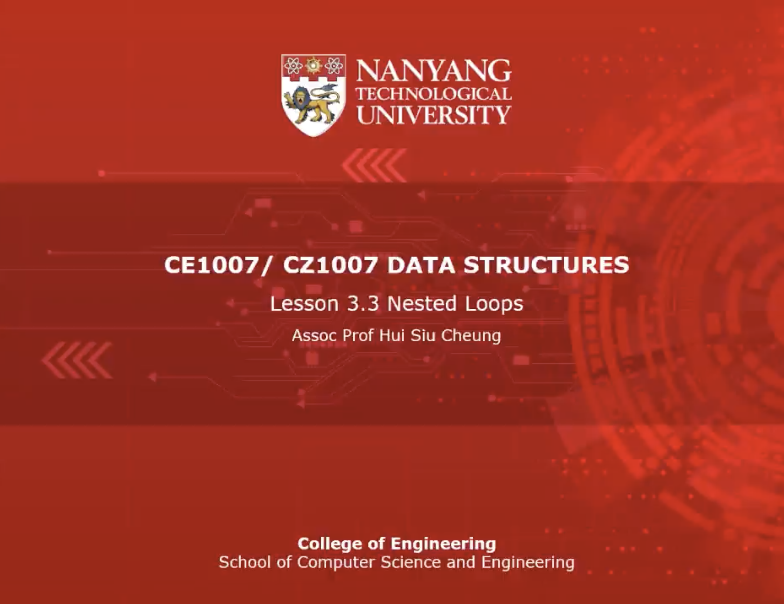 NANYANG
TECHNOLOGICAL
UNIVERSITY
CE1007/ CZ1007 DATA STRUCTURES
Lesson 3.3 Nested Loops
Assoc Prof Hui Siu Cheung
College of Engineering
School of Computer Science and Engineering